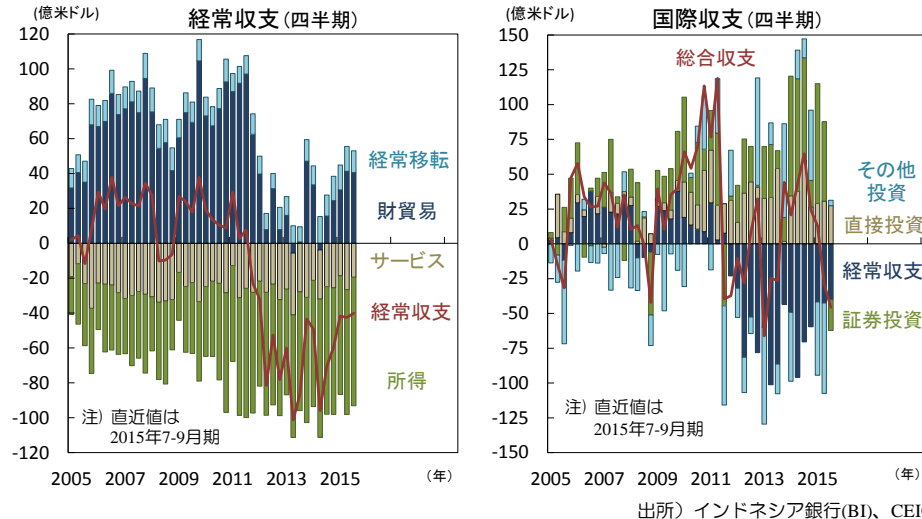 (億米ドル)
経常収支 (四半期)
120
100
80
60
40
20
0
-20
-40
-60
-80
-100
-120
経常移転
財貿易
サービス
経常収支
所得
注) 直近値は
2015年7-9月期
2005
2007
2009
2011
2013
2015
(年)
(億米ドル)
国際収支 (四半期)
150
125
100
75
50
25
0
-25
-50
-75
-100
-125
-150
総合収支
その他
投資
直接投資
経常収支
証券投資
注) 直近値は
2015年7-9月期
2005
2007
2009
2011
2013
2015
(年)
出所）インドネシア銀行(BI)、CEI